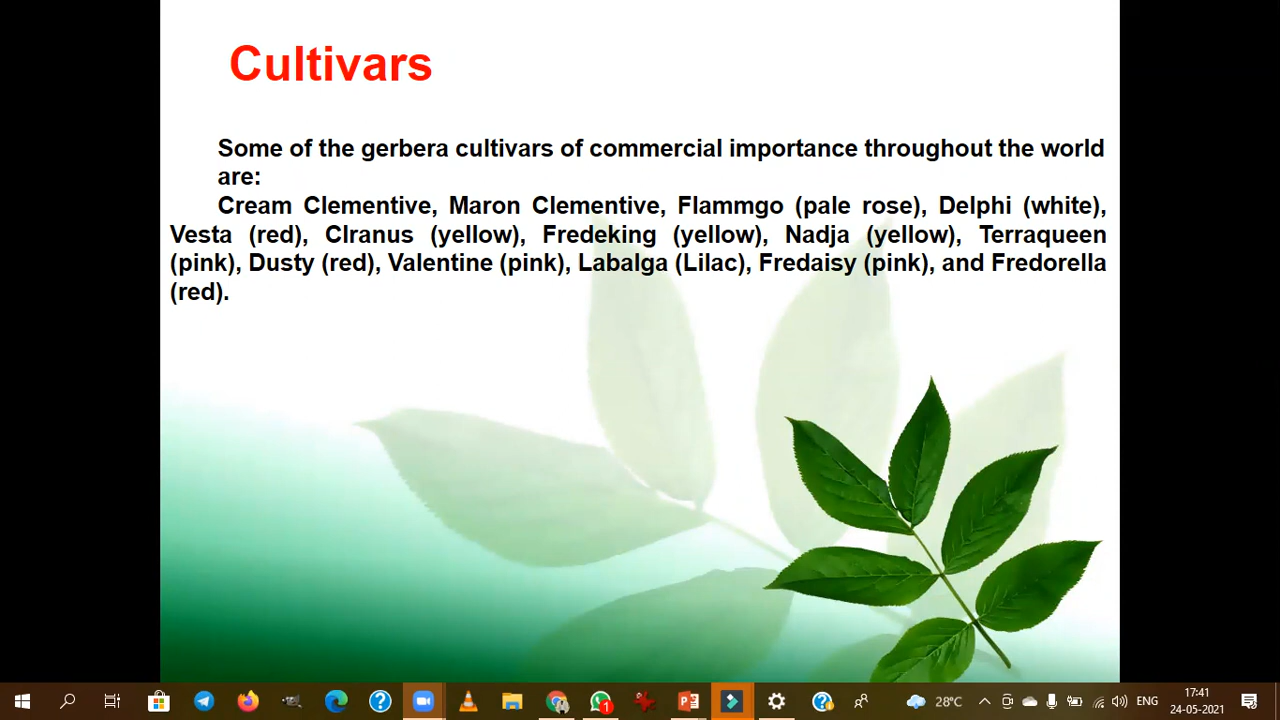 Cultivars
Some of the gerbera cultivars of commercial importance throughout the world
are:
Cream Clementive, Maron Clementive, Flammgo (pale rose), Delphi (white),
Vesta (red), Clranus (yellow), Fredeking (yellow), Nadja (yellow), Terraqueen
(pink), Dusty (red), Valentine (pink), Labalga (Lilac), Fredaisy (pink), and Fredorella
(red).
28°C
ENG
17:41
24-05-2021
1